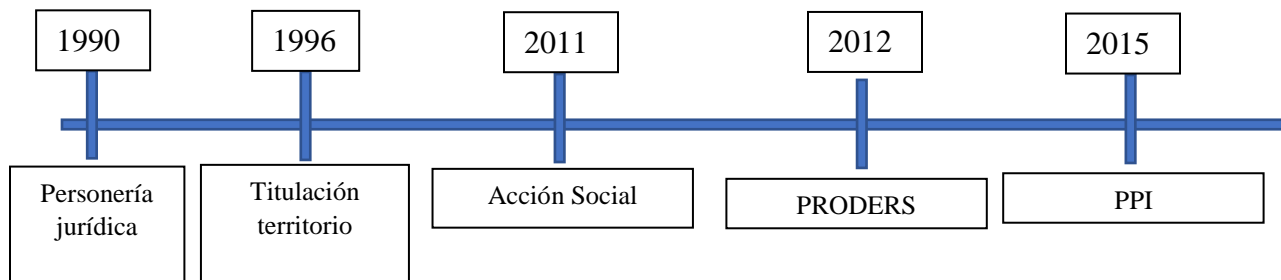 1990
1996
2011
2012
2015
Personería
jurídica
Titulación
territorio
Acción Social
PRODERS
PPI